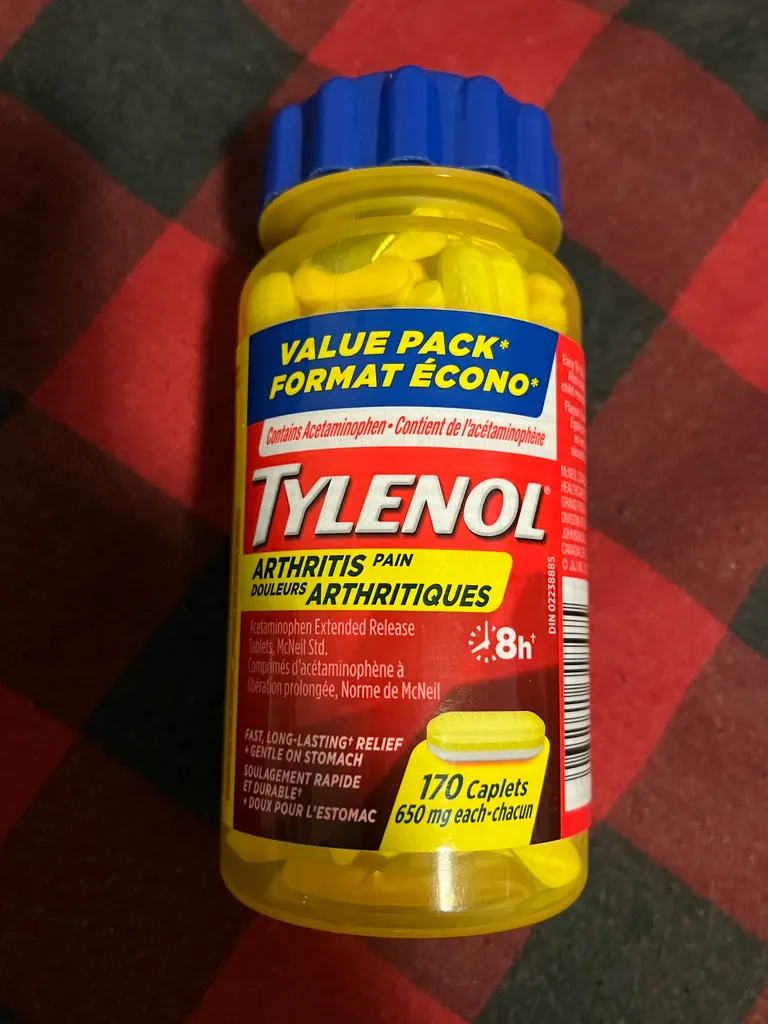 VALUE PACK*
FORMAT ÉCONO*
Contains Acetaminophen • Contient de l'acétaminophène
TYLENOL®
ARTHRITIS PAIN
DOULEURS ARTHRITIQUES
Acetaminophen Extended Release
Tablets, McNeil Std.
Comprimés d'acétaminophène à
libération prolongée, Norme de McNeil
8h†
FAST, LONG-LASTING† RELIEF
+ GENTLE ON STOMACH
SOULAGEMENT RAPIDE
ET DURABLE†
+ DOUX POUR L'ESTOMAC
170 Caplets
650 mg each-chacun
DIN 02238885